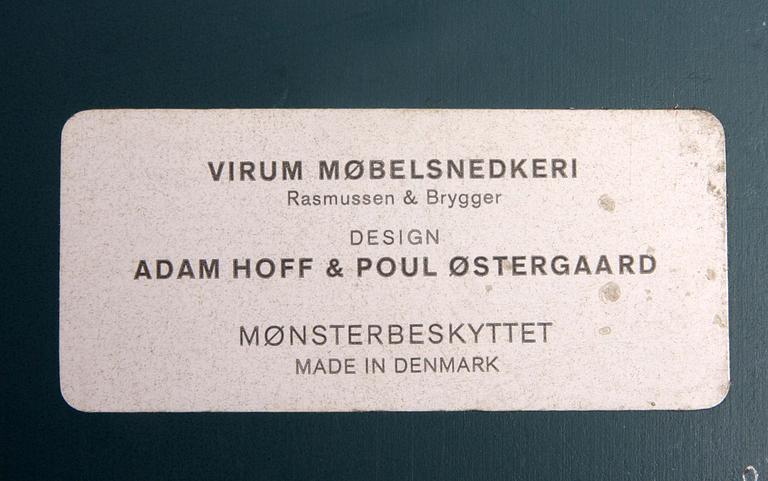 VIRUM MØBELSNEDKERI
Rasmussen & Brygger
DESIGN
ADAM HOFF & POUL ØSTERGAARD
MØNSTERBESKYTTET
MADE IN DENMARK